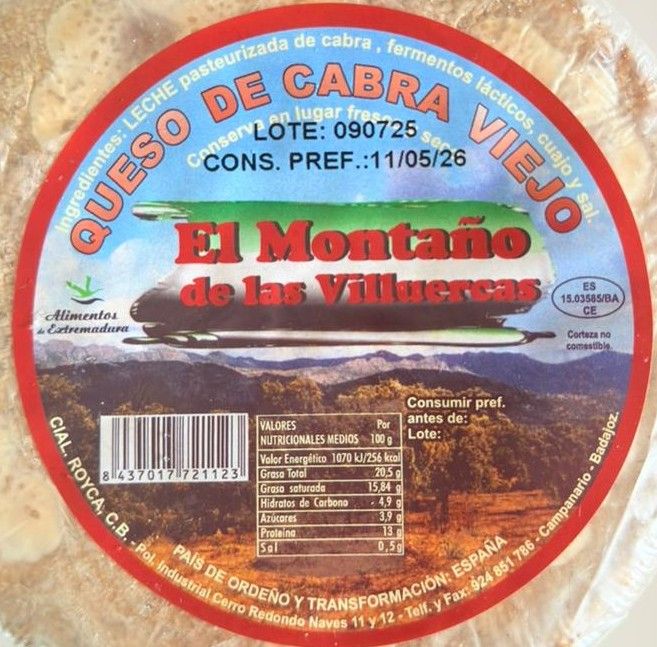 Ingredientes: LECHE pasteurizada de cabra, fermentos lácticos, cuajo y sal.
QUESO DE CABRA VIEJO
Conserva en lugar fresco seco
LOTE: 090725
CONS. PREF.:11/05/26
El Montaño
de las Villuercas
Alimentos
de Extremadura
ES
15.03585/BA
CE
Corteza no
comestible.
Consumir pref.
antes de:
Lote:
8 437017 721123
VALORES Por
NUTRICIONALES MEDIOS 100 g
Valor Energético 1070 kJ/256 kcal
Grasa Total 20,5 g
Grasa saturada 15,84 g
Hidratos de Carbono 4,9 g
Azúcares 3,9 g
Proteína 13 g
Sal 0,5 g
PAÍS DE ORDEÑO Y TRANSFORMACIÓN: ESPAÑA
CIAL. ROYCA, C.B. - Pol. Industrial Cerro Redondo Naves 11 y 12 - Telf. y Fax: 924 851 786 - Campanario - Badajoz.